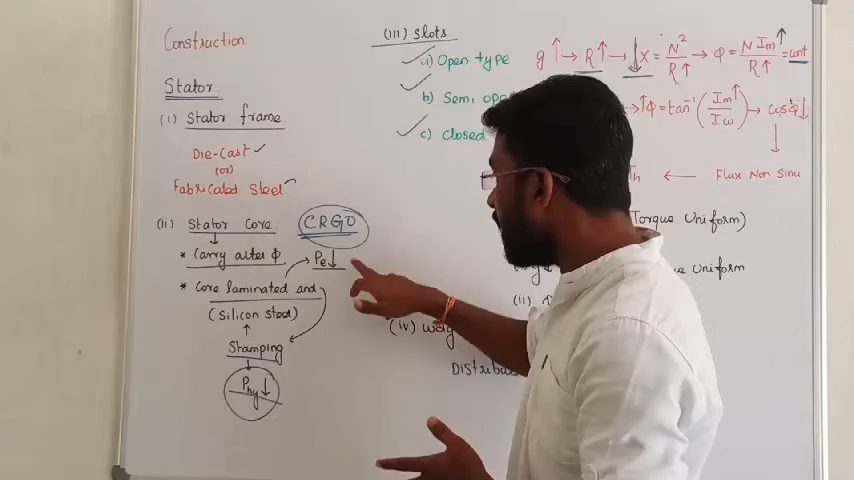 Construction
Stator
(i) Stator frame
Die-Cast
(or)
Fabricated Steel
(ii) Stator core
CRGO
* Carry alter ϕ
Pe↓
* Core laminated and
(Silicon steel)
Stamping
Phy↓
(iii) Slots
a) Open type
b) Semi
c) Closed
g↑ → R↑ → ↓X = N²/R↑ → ϕ = N Im↑/R↑ = cont
→ ↑ϕ = tan⁻¹(Im↑/Iw) → cosϕ↓
← Flux Non Sinu
Torque Uniform)
Uniform
(ii)
(iv)